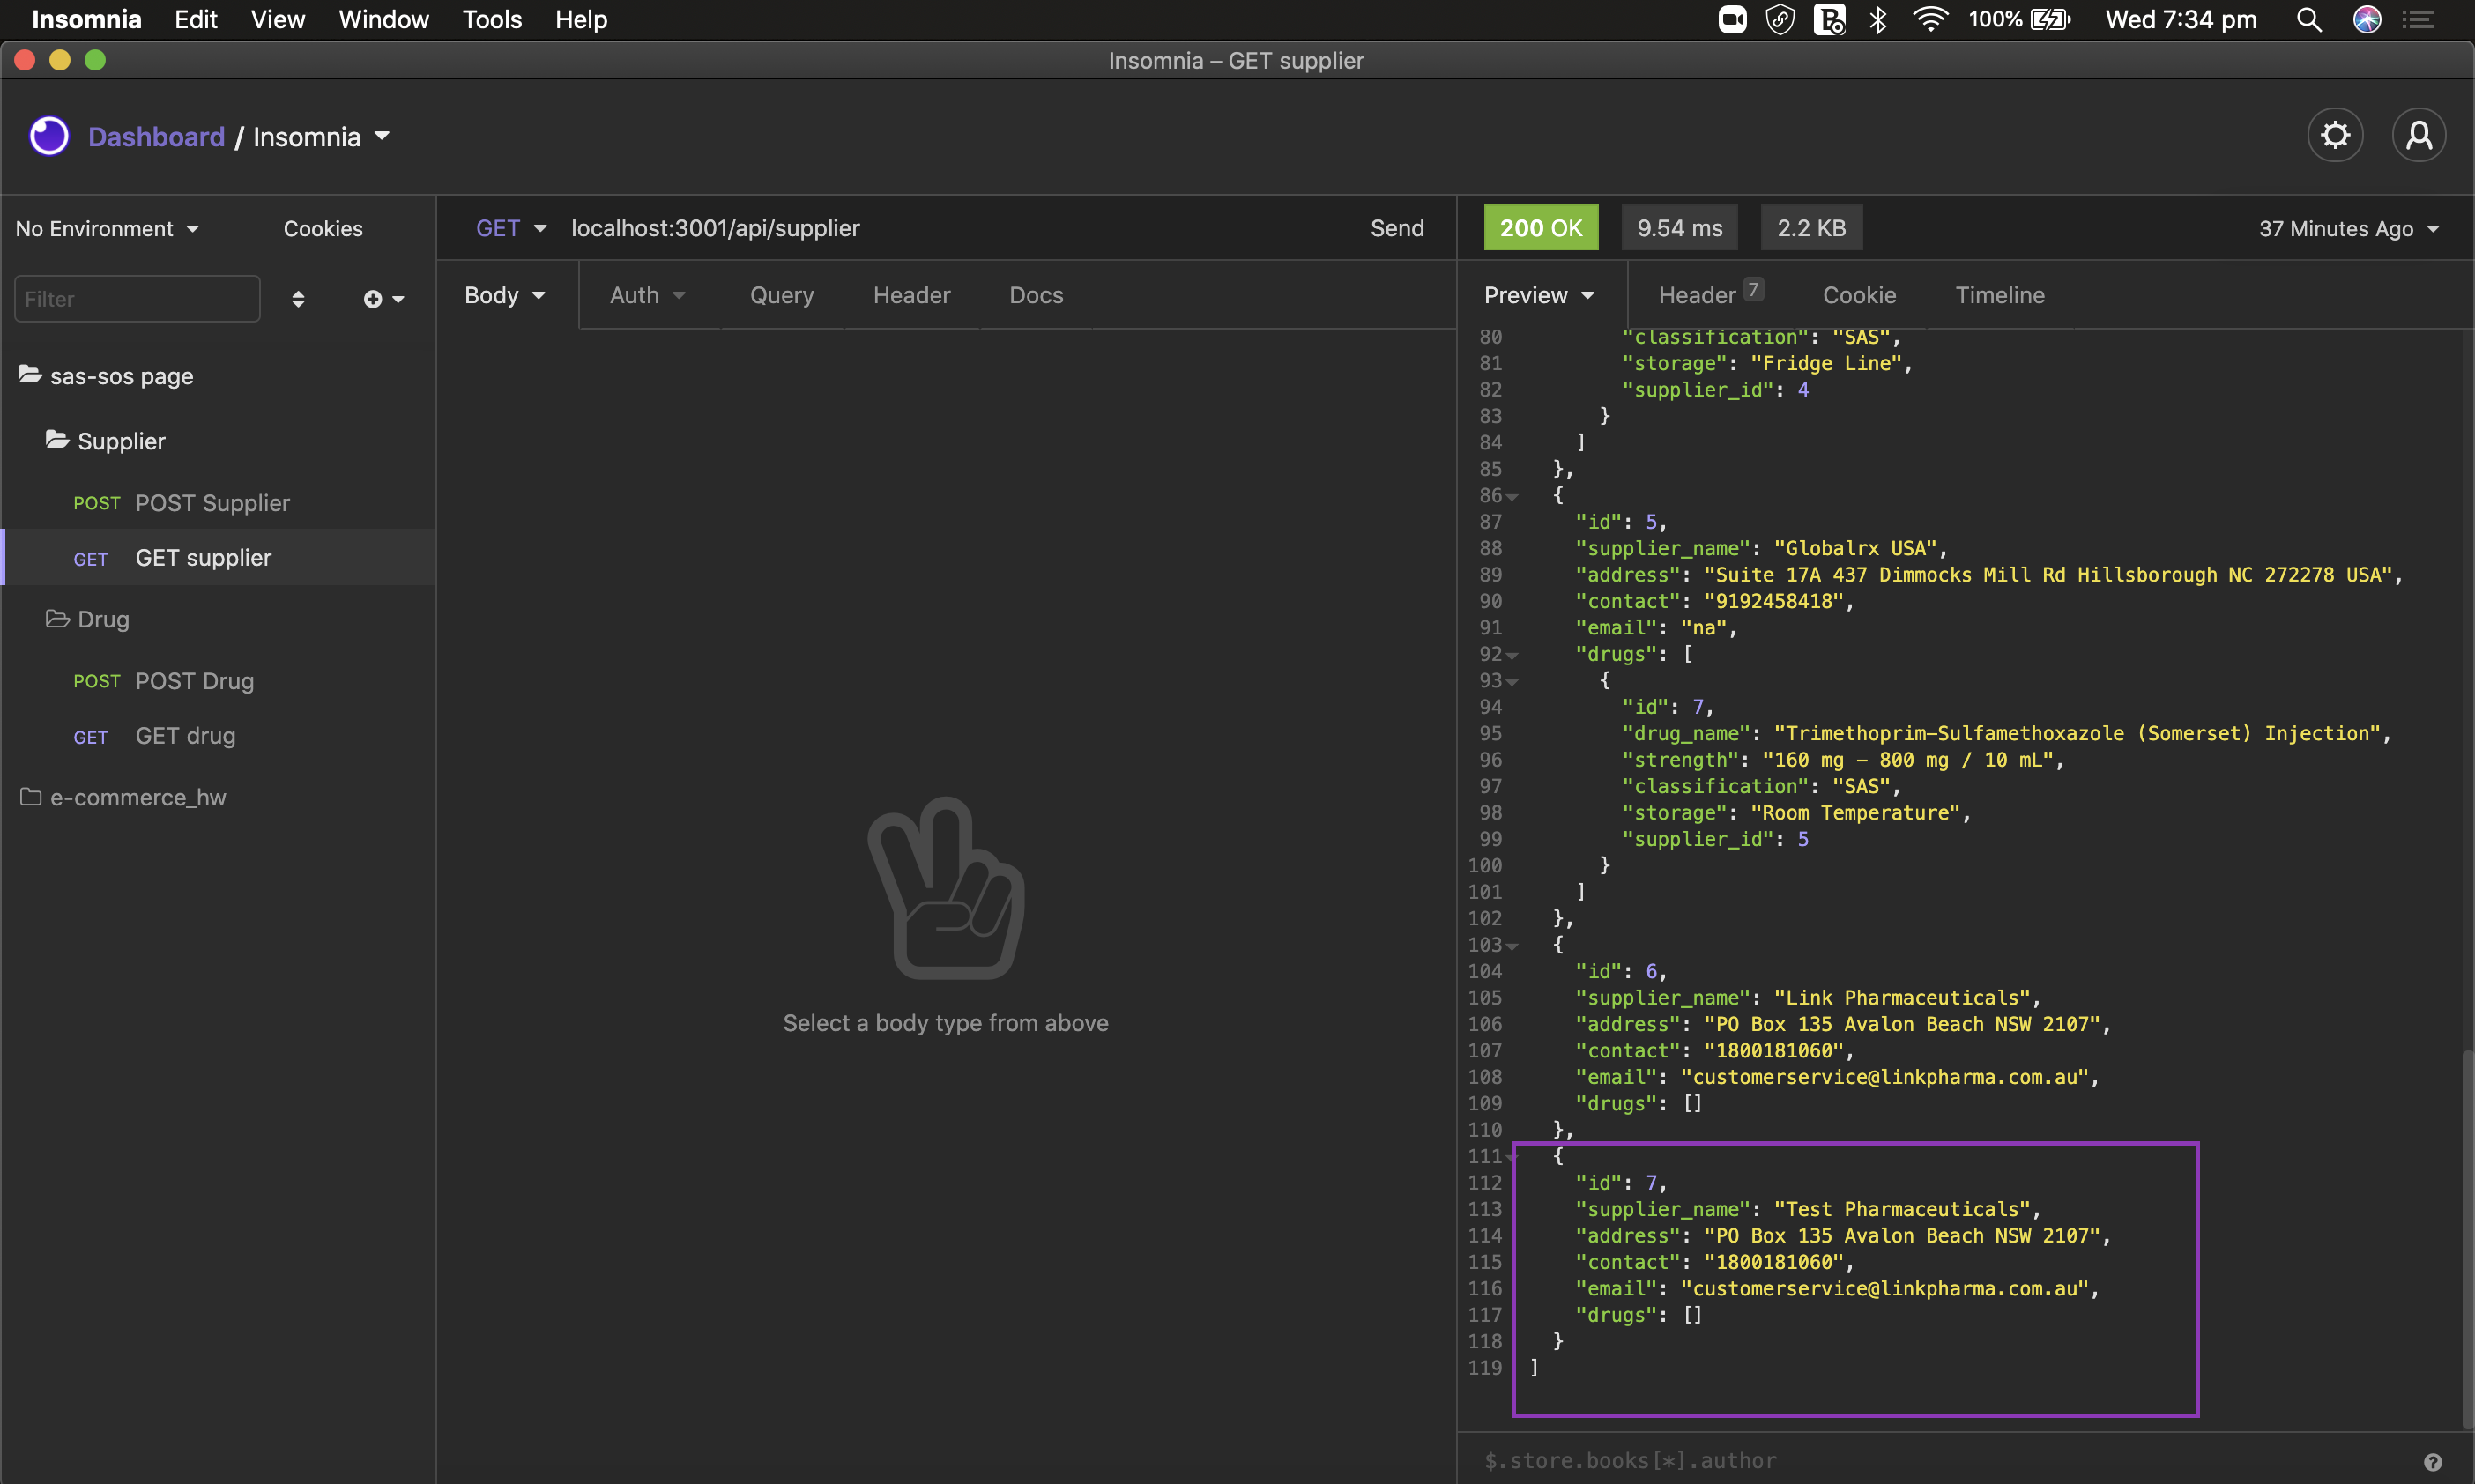 Insomnia Edit View Window Tools Help 100% Wed 7:34 pm
Insomnia – GET supplier
Dashboard / Insomnia
No Environment Cookies
Filter
sas-sos page
Supplier
POST POST Supplier
GET GET supplier
Drug
POST POST Drug
GET GET drug
e-commerce_hw
GET localhost:3001/api/supplier Send
Body Auth Query Header Docs
Select a body type from above
200 OK 9.54 ms 2.2 KB 37 Minutes Ago
Preview Header 7 Cookie Timeline
80 "classification": "SAS",
81 "storage": "Fridge Line",
82 "supplier_id": 4
83 }
84 ]
85 },
86 {
87 "id": 5,
88 "supplier_name": "Globalrx USA",
89 "address": "Suite 17A 437 Dimmocks Mill Rd Hillsborough NC 272278 USA",
90 "contact": "9192458418",
91 "email": "na",
92 "drugs": [
93 {
94 "id": 7,
95 "drug_name": "Trimethoprim-Sulfamethoxazole (Somerset) Injection",
96 "strength": "160 mg - 800 mg / 10 mL",
97 "classification": "SAS",
98 "storage": "Room Temperature",
99 "supplier_id": 5
100 }
101 ]
102 },
103 {
104 "id": 6,
105 "supplier_name": "Link Pharmaceuticals",
106 "address": "PO Box 135 Avalon Beach NSW 2107",
107 "contact": "1800181060",
108 "email": "customerservice@linkpharma.com.au",
109 "drugs": []
110 },
111 {
112 "id": 7,
113 "supplier_name": "Test Pharmaceuticals",
114 "address": "PO Box 135 Avalon Beach NSW 2107",
115 "contact": "1800181060",
116 "email": "customerservice@linkpharma.com.au",
117 "drugs": []
118 }
119 ]
$.store.books[*].author